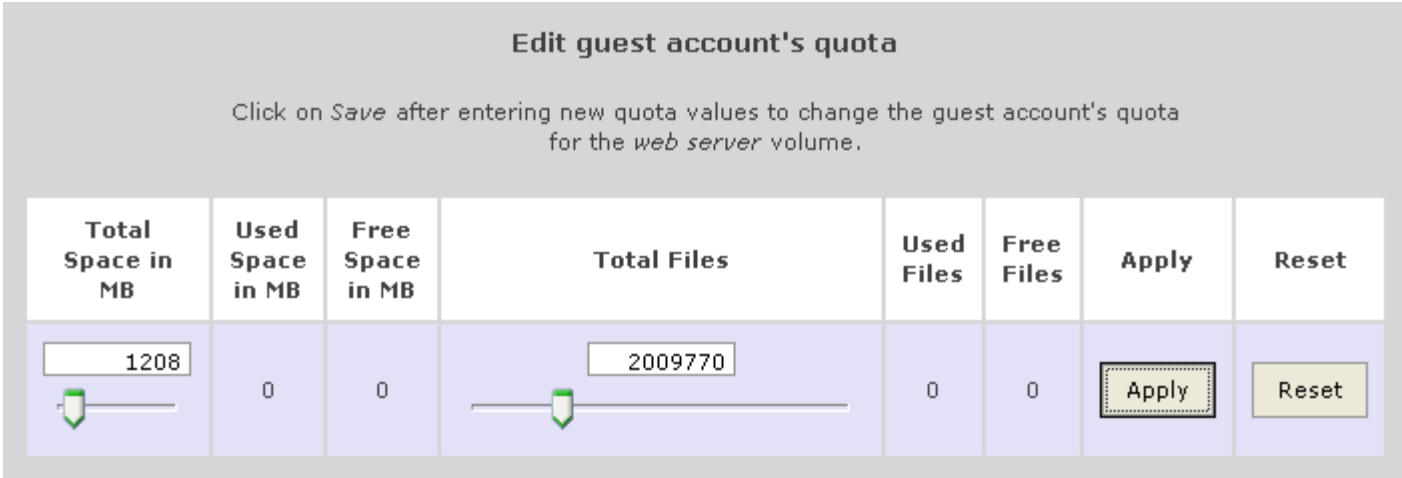 Edit guest account's quota
Click on Save after entering new quota values to change the guest account's quota
for the web server volume.
Total
Space in
MB
Used
Space
in MB
Free
Space
in MB
Total Files
Used
Files
Free
Files
Apply
Reset
1208
0
0
2009770
0
0
Apply
Reset